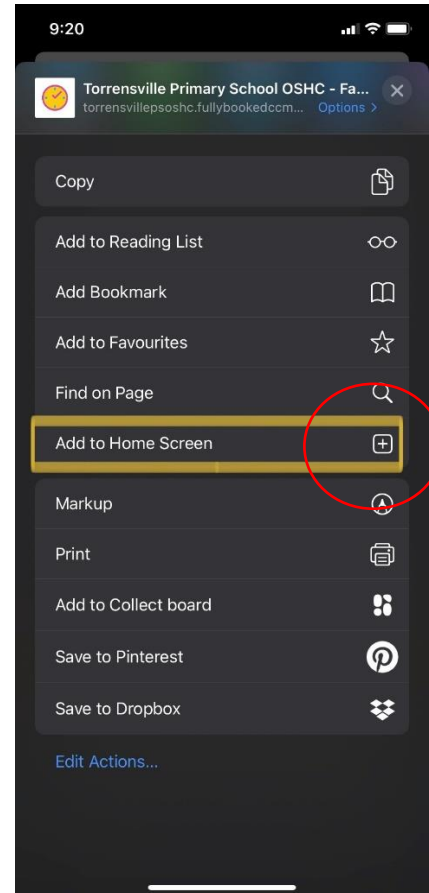 9:20
Torrensville Primary School OSHC - Fa...
torrensvillepsoshc.fullybookedccm... Options >
Copy
Add to Reading List
Add Bookmark
Add to Favourites
Find on Page
Add to Home Screen
Markup
Print
Add to Collect board
Save to Pinterest
Save to Dropbox
Edit Actions...